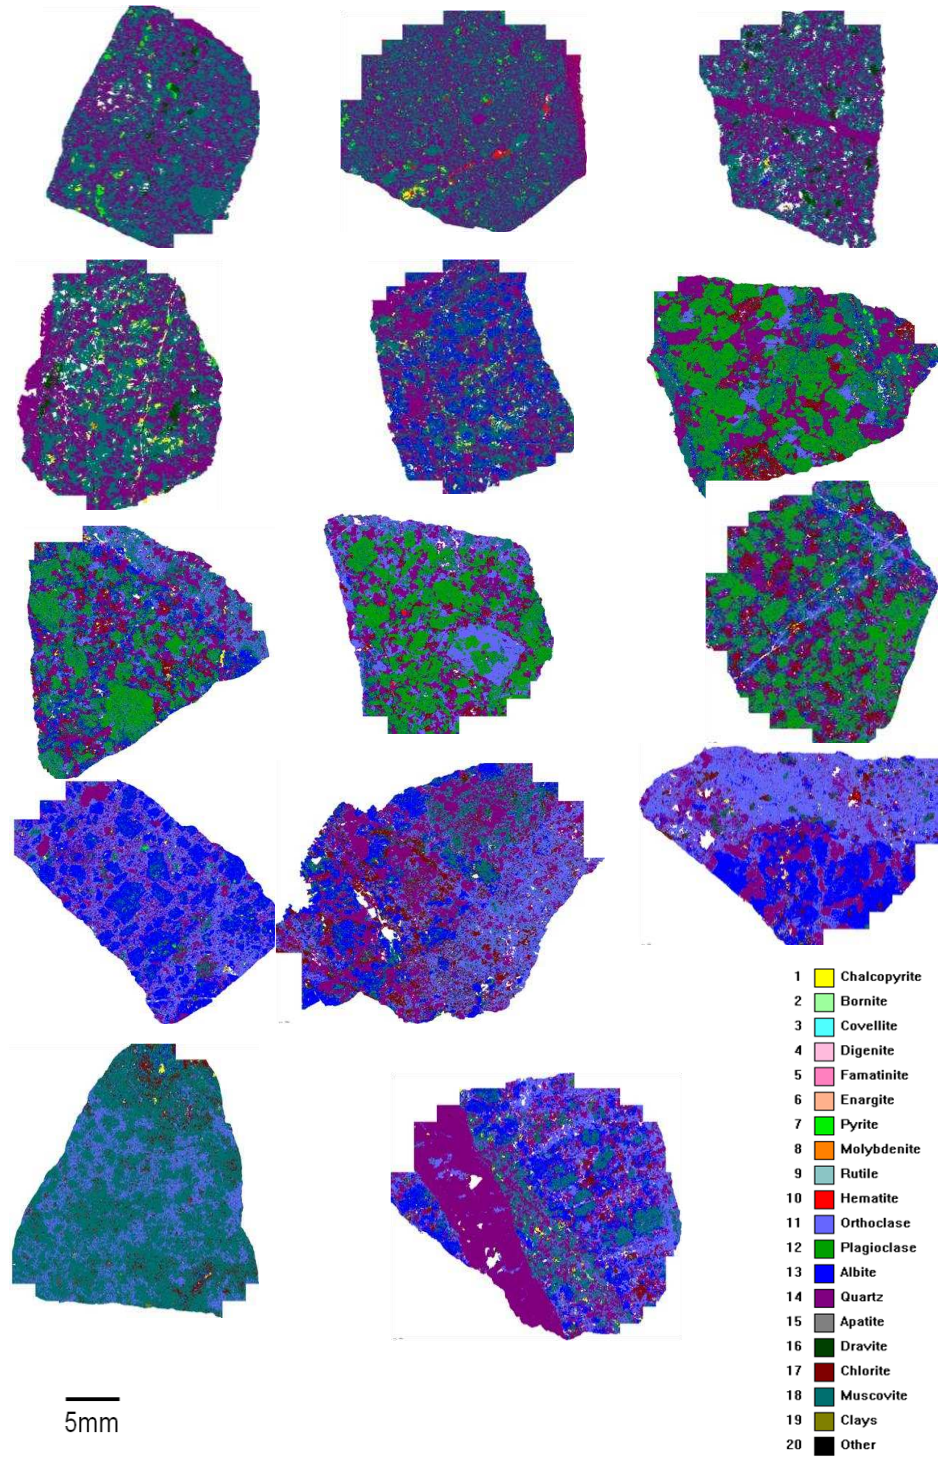 1 Chalcopyrite
2 Bornite
3 Covellite
4 Digenite
5 Famatinite
6 Enargite
7 Pyrite
8 Molybdenite
9 Rutile
10 Hematite
11 Orthoclase
12 Plagioclase
13 Albite
14 Quartz
15 Apatite
16 Dravite
17 Chlorite
18 Muscovite
19 Clays
20 Other
5mm